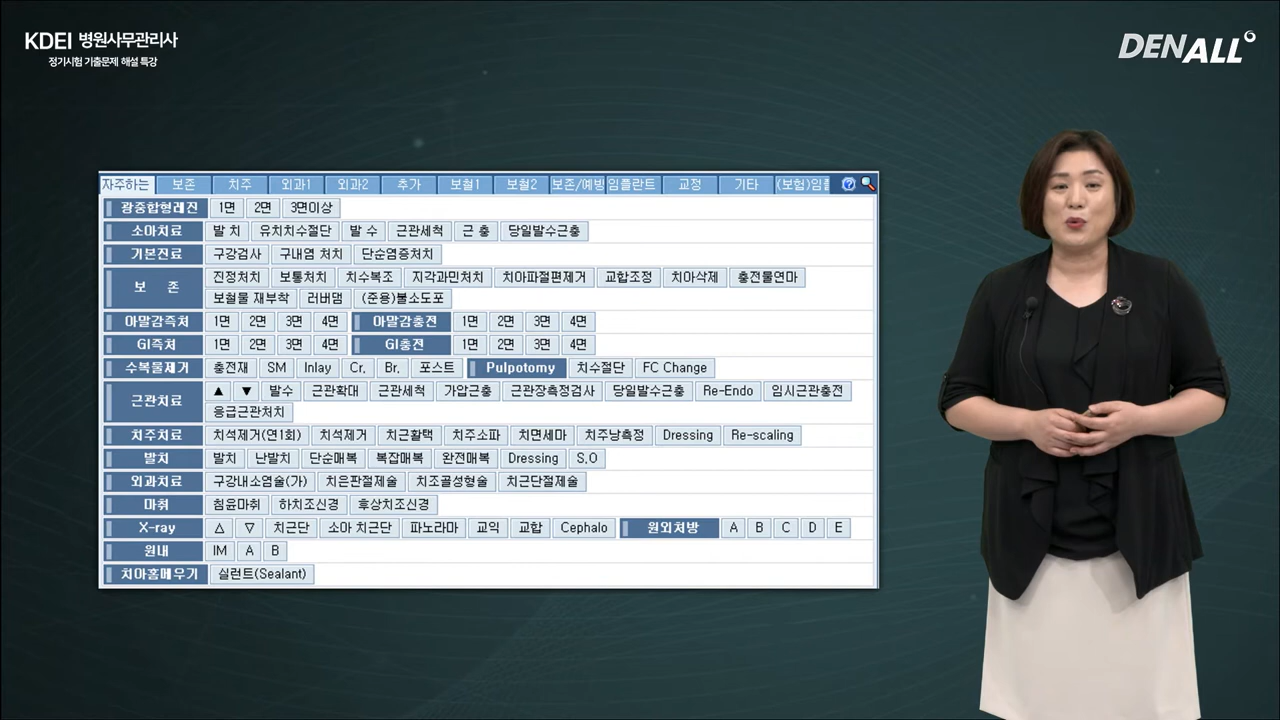 KDEI 병원사무관리사
정기시험 기출문제 해설 특강
DENALL
자주하는 보존 치주 외과1 외과2 추가 보철1 보철2 보존/예방 임플란트 교정 기타 (보험)임플
광중합형레진 1면 2면 3면이상
소아치료 발 치 유치치수절단 발 수 근관세척 근 충 당일발수근충
기본진료 구강검사 구내염 처치 단순염증처치
보 존 진정처치 보통처치 치수복조 지각과민처치 치아파절편제거 교합조정 치아삭제 충전물연마
보철물 재부착 러버댐 (준용)불소도포
아말감즉처 1면 2면 3면 4면 아말감충전 1면 2면 3면 4면
GI즉처 1면 2면 3면 4면 GI충전 1면 2면 3면 4면
수복물제거 충전재 SM Inlay Cr. Br. 포스트 Pulpotomy 치수절단 FC Change
근관치료 ▲ ▼ 발수 근관확대 근관세척 가압근충 근관장측정검사 당일발수근충 Re-Endo 임시근관충전
응급근관처치
치주치료 치석제거(연1회) 치석제거 치근활택 치주소파 치면세마 치주낭측정 Dressing Re-scaling
발치 발치 난발치 단순매복 복잡매복 완전매복 Dressing S.O
외과치료 구강내소염술(가) 치은판절제술 치조골성형술 치근단절제술
마취 침윤마취 하치조신경 후상치조신경
X-ray △ ▽ 치근단 소아 치근단 파노라마 교익 교합 Cephalo 원외처방 A B C D E
원내 IM A B
치아홈메우기 실런트(Sealant)